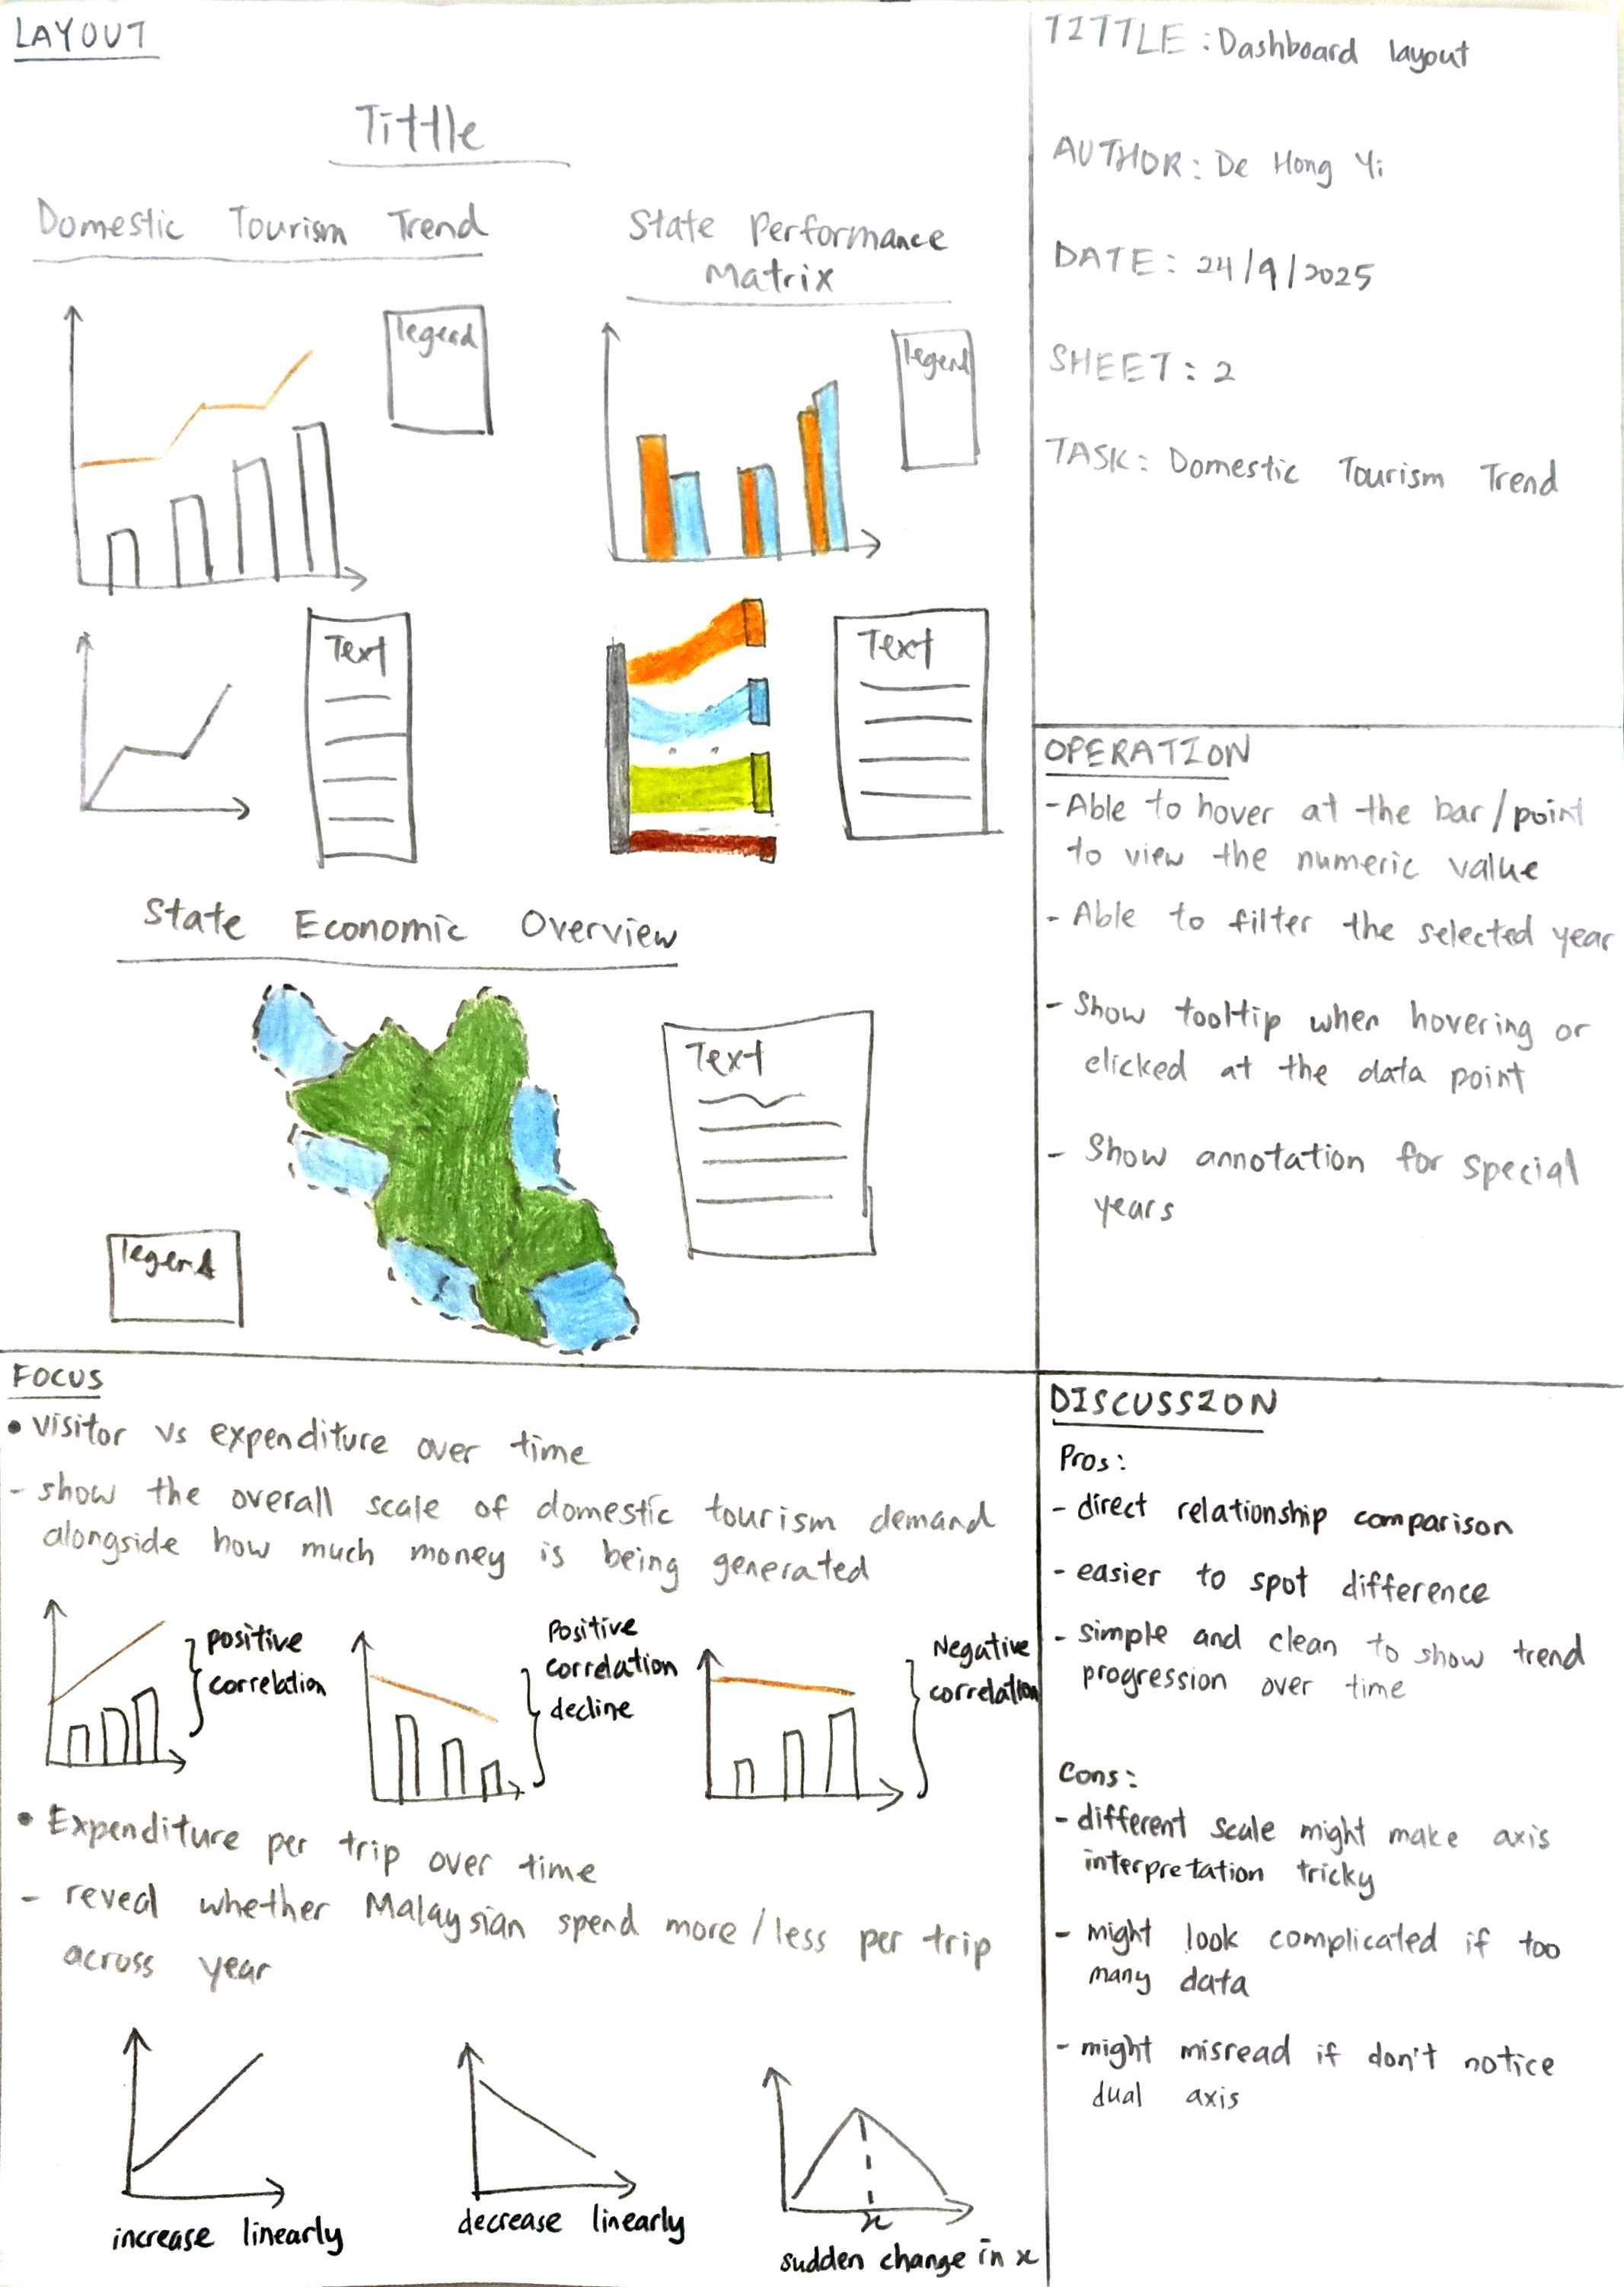 LAYOUT
Tittle
Domestic Tourism Trend
legend
Text
State Performance
Matrix
legend
Text
State Economic Overview
Text
legend
TITTLE : Dashboard layout
AUTHOR : De Hong Yi
DATE : 24/9/2025
SHEET : 2
TASK : Domestic Tourism Trend
OPERATION
- Able to hover at the bar/point
to view the numeric value
- Able to filter the selected year
- Show tooltip when hovering or
clicked at the data point
- Show annotation for special
years
FOCUS
• visitor vs expenditure over time
- show the overall scale of domestic tourism demand
alongside how much money is being generated
positive
correlation
Positive
correlation
decline
Negative
correlation
• Expenditure per trip over time
- reveal whether Malaysian spend more/less per trip
across year
increase linearly
decrease linearly
x
sudden change in x
DISCUSSION
Pros :
- direct relationship comparison
- easier to spot difference
- simple and clean to show trend
progression over time
Cons :
- different scale might make axis
interpretation tricky
- might look complicated if too
many data
- might misread if don't notice
dual axis